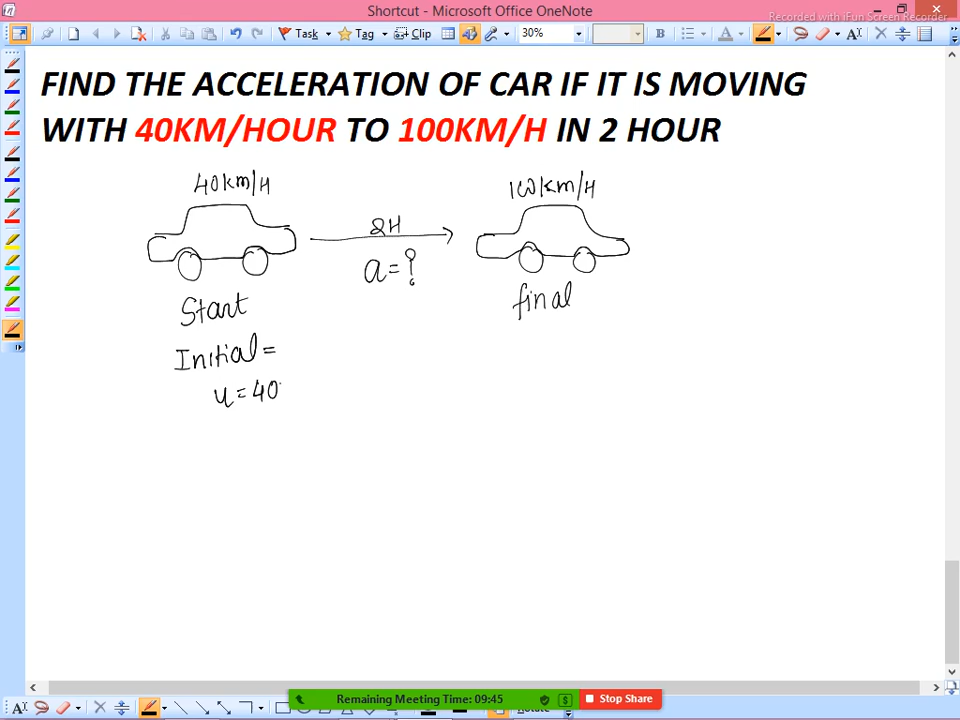 Shortcut - Microsoft Office OneNote
Recorded with iFun Screen Recorder
Task Tag Clip 30% B A
FIND THE ACCELERATION OF CAR IF IT IS MOVING
WITH 40KM/HOUR TO 100KM/H IN 2 HOUR
40km/H
100km/H
2H
a=?
Start
final
Initial=
u=40
Remaining Meeting Time: 09:45 Stop Share
Rotate